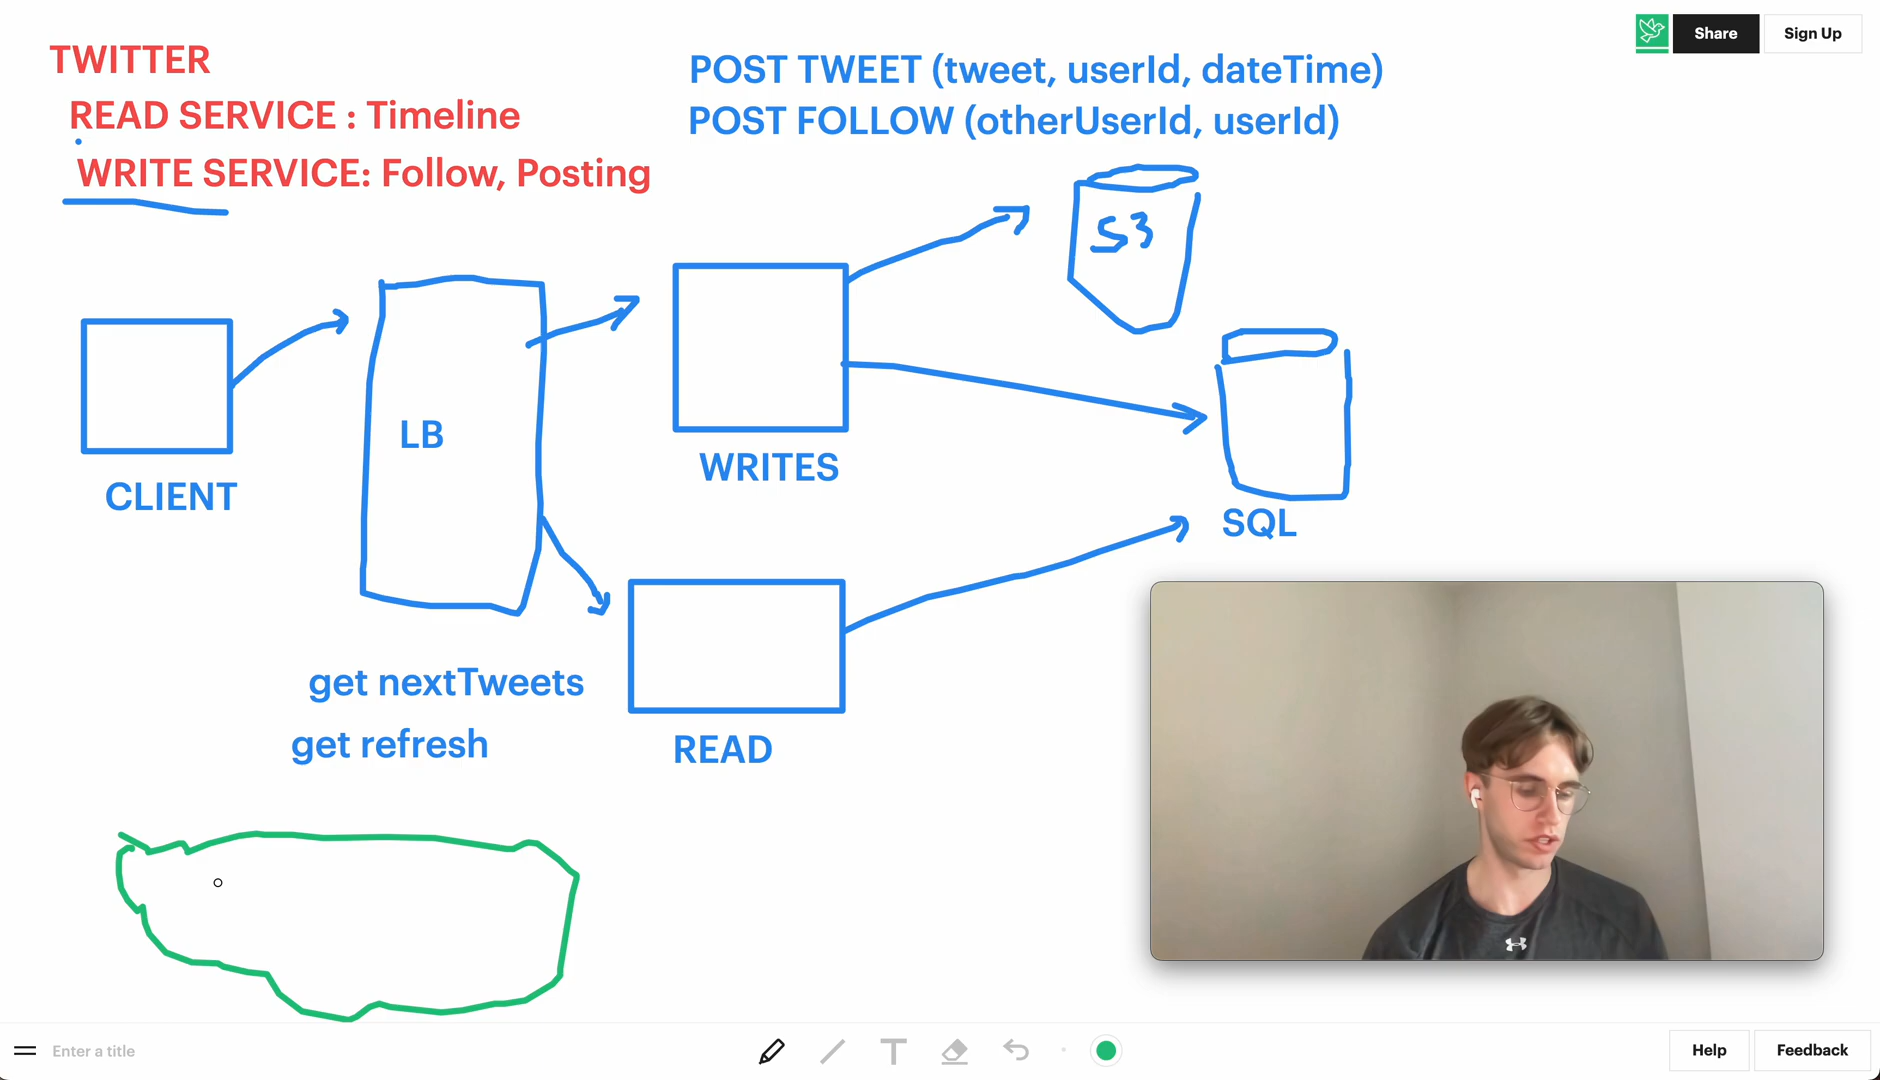 TWITTER
READ SERVICE : Timeline
WRITE SERVICE: Follow, Posting
POST TWEET (tweet, userId, dateTime)
POST FOLLOW (otherUserId, userId)
Share
Sign Up
S3
LB
CLIENT
WRITES
SQL
get nextTweets
get refresh
READ
Enter a title
T
Help
Feedback